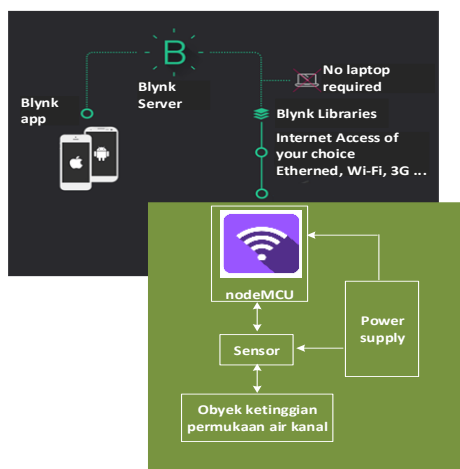 B
Blynk
Server
Blynk
app
No laptop
required
Blynk Libraries
Internet Access of
your choice
Etherned, Wi-Fi, 3G ...
nodeMCU
Power
supply
Sensor
Obyek ketinggian
permukaan air kanal